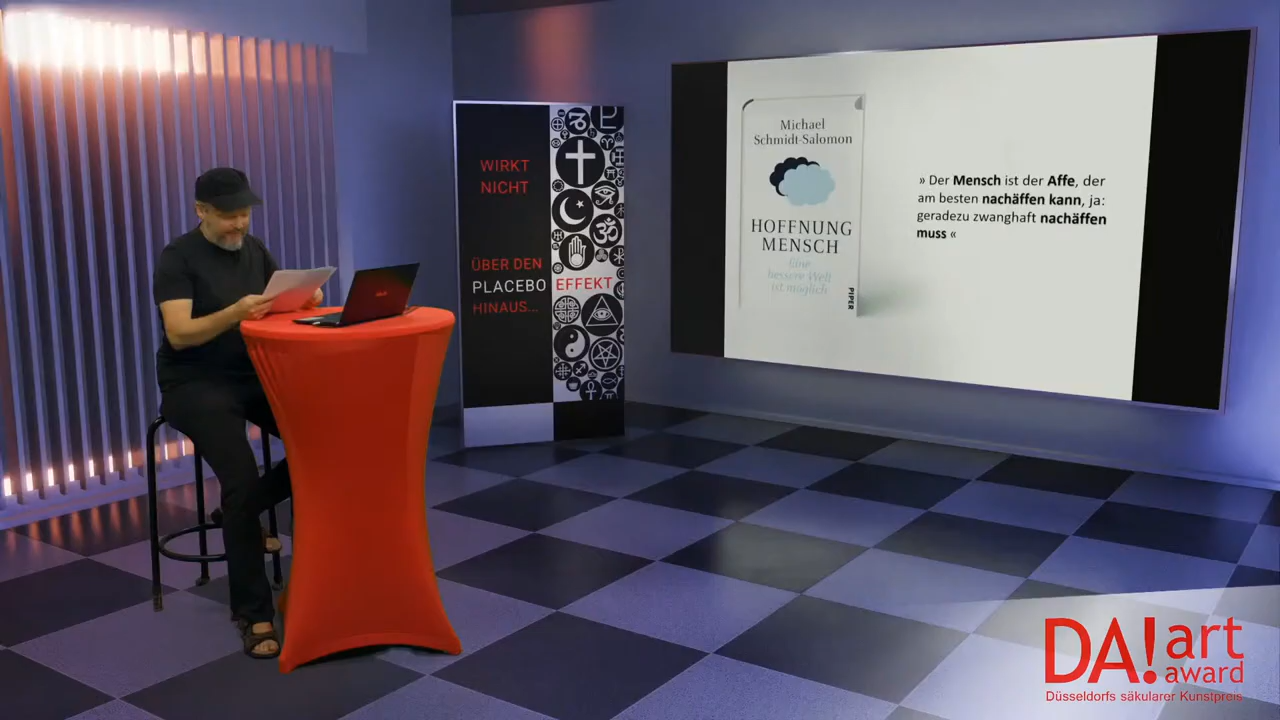 WIRKT
NICHT
ÜBER DEN
PLACEBO EFFEKT
HINAUS...
Michael
Schmidt-Salomon
HOFFNUNG
MENSCH
Eine
bessere Welt
ist möglich
PIPER
» Der Mensch ist der Affe, der
am besten nachäffen kann, ja:
geradezu zwanghaft nachäffen
muss «
DA!art
award
Düsseldorfs säkularer Kunstpreis